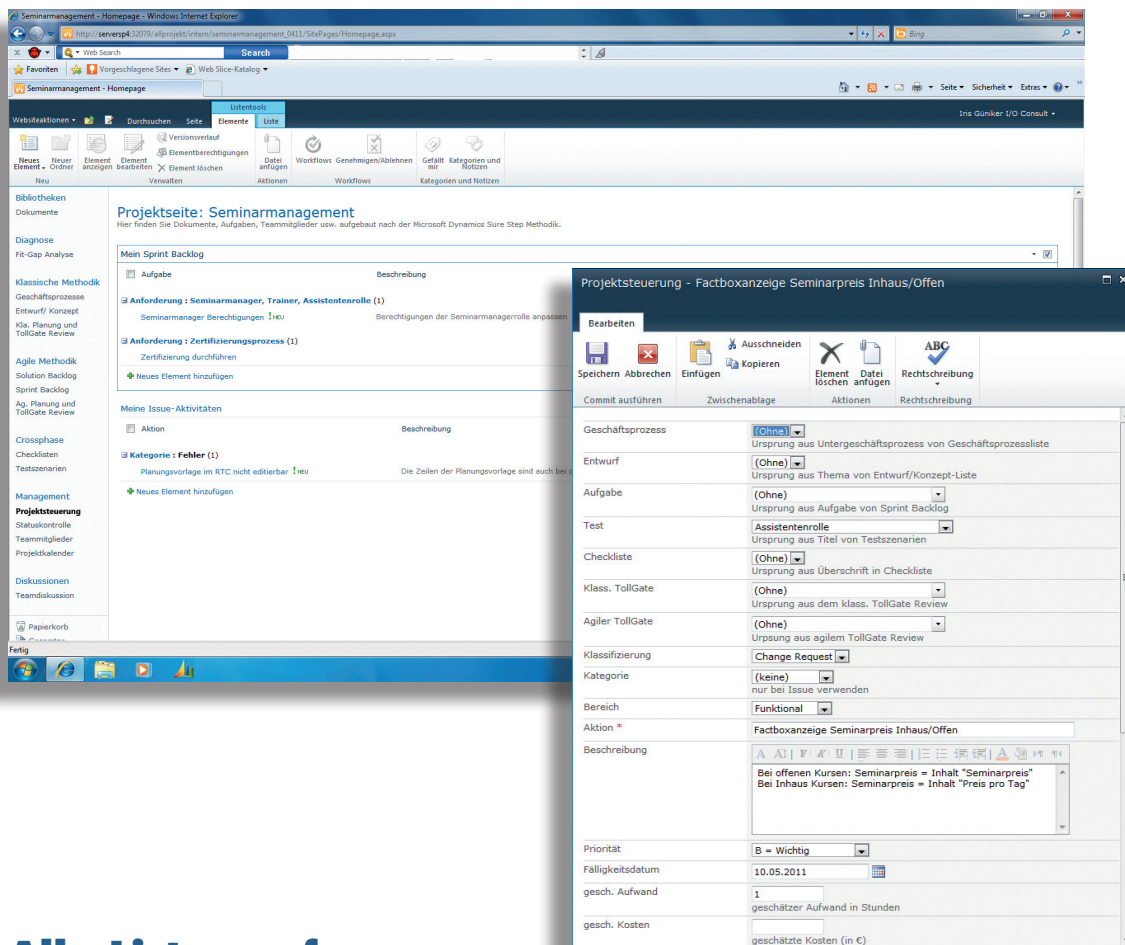 Seminarmanagement - Homepage - Windows Internet Explorer
http://serversp4:32079/allprojekt/intern/seminarmanagement_0411/SitePages/Homepage.aspx
Bing
Web Search
Search
Favoriten
Vorgeschlagene Sites
Web Slice-Katalog
Seminarmanagement - Homepage
Seite
Sicherheit
Extras
Listentools
Websiteaktionen
Durchsuchen
Seite
Elemente
Liste
Iris Güniker I/O Consult
Neues Element
Neuer Ordner
Element anzeigen
Element bearbeiten
Versionsverlauf
Elementberechtigungen
Element löschen
Datei anfügen
Workflows
Genehmigen/Ablehnen
Gefällt mir
Kategorien und Notizen
Neu
Verwalten
Aktionen
Workflows
Kategorien und Notizen
Bibliotheken
Dokumente
Diagnose
Fit-Gap Analyse
Klassische Methodik
Geschäftsprozesse
Entwurf/ Konzept
Kla. Planung und
TollGate Review
Agile Methodik
Solution Backlog
Sprint Backlog
Ag. Planung und
TollGate Review
Crossphase
Checklisten
Testszenarien
Management
Projektsteuerung
Statuskontrolle
Teammitglieder
Projektkalender
Diskussionen
Teamdiskussion
Papierkorb
Fertig
Projektseite: Seminarmanagement
Hier finden Sie Dokumente, Aufgaben, Teammitglieder usw. aufgebaut nach der Microsoft Dynamics Sure Step Methodik.
Mein Sprint Backlog
Aufgabe
Beschreibung
Anforderung : Seminarmanager, Trainer, Assistentenrolle (1)
Seminarmanager Berechtigungen ! NEU
Berechtigungen der Seminarmanagerrolle anpassen
Anforderung : Zertifizierungsprozess (1)
Zertifizierung durchführen
Neues Element hinzufügen
Meine Issue-Aktivitäten
Aktion
Beschreibung
Kategorie : Fehler (1)
Planungsvorlage im RTC nicht editierbar ! NEU
Die Zeilen der Planungsvorlage sind auch bei
Neues Element hinzufügen
Projektsteuerung - Factboxanzeige Seminarpreis Inhaus/Offen
Bearbeiten
Speichern
Abbrechen
Einfügen
Ausschneiden
Kopieren
Element löschen
Datei anfügen
ABC
Rechtschreibung
Commit ausführen
Zwischenablage
Aktionen
Rechtschreibung
Geschäftsprozess
(Ohne)
Ursprung aus Untergeschäftsprozess von Geschäftsprozessliste
Entwurf
(Ohne)
Ursprung aus Thema von Entwurf/Konzept-Liste
Aufgabe
(Ohne)
Ursprung aus Aufgabe von Sprint Backlog
Test
Assistentenrolle
Ursprung aus Titel von Testszenarien
Checkliste
(Ohne)
Ursprung aus Überschrift in Checkliste
Klass. TollGate
(Ohne)
Ursprung aus dem klass. TollGate Review
Agiler TollGate
(Ohne)
Urpsung aus agilem TollGate Review
Klassifizierung
Change Request
Kategorie
(keine)
nur bei Issue verwenden
Bereich
Funktional
Aktion *
Factboxanzeige Seminarpreis Inhaus/Offen
Beschreibung
Bei offenen Kursen: Seminarpreis = Inhalt "Seminarpreis"
Bei Inhaus Kursen: Seminarpreis = Inhalt "Preis pro Tag"
Priorität
B = Wichtig
Fälligkeitsdatum
10.05.2011
gesch. Aufwand
1
geschätzer Aufwand in Stunden
gesch. Kosten
geschätzte Kosten (in €)